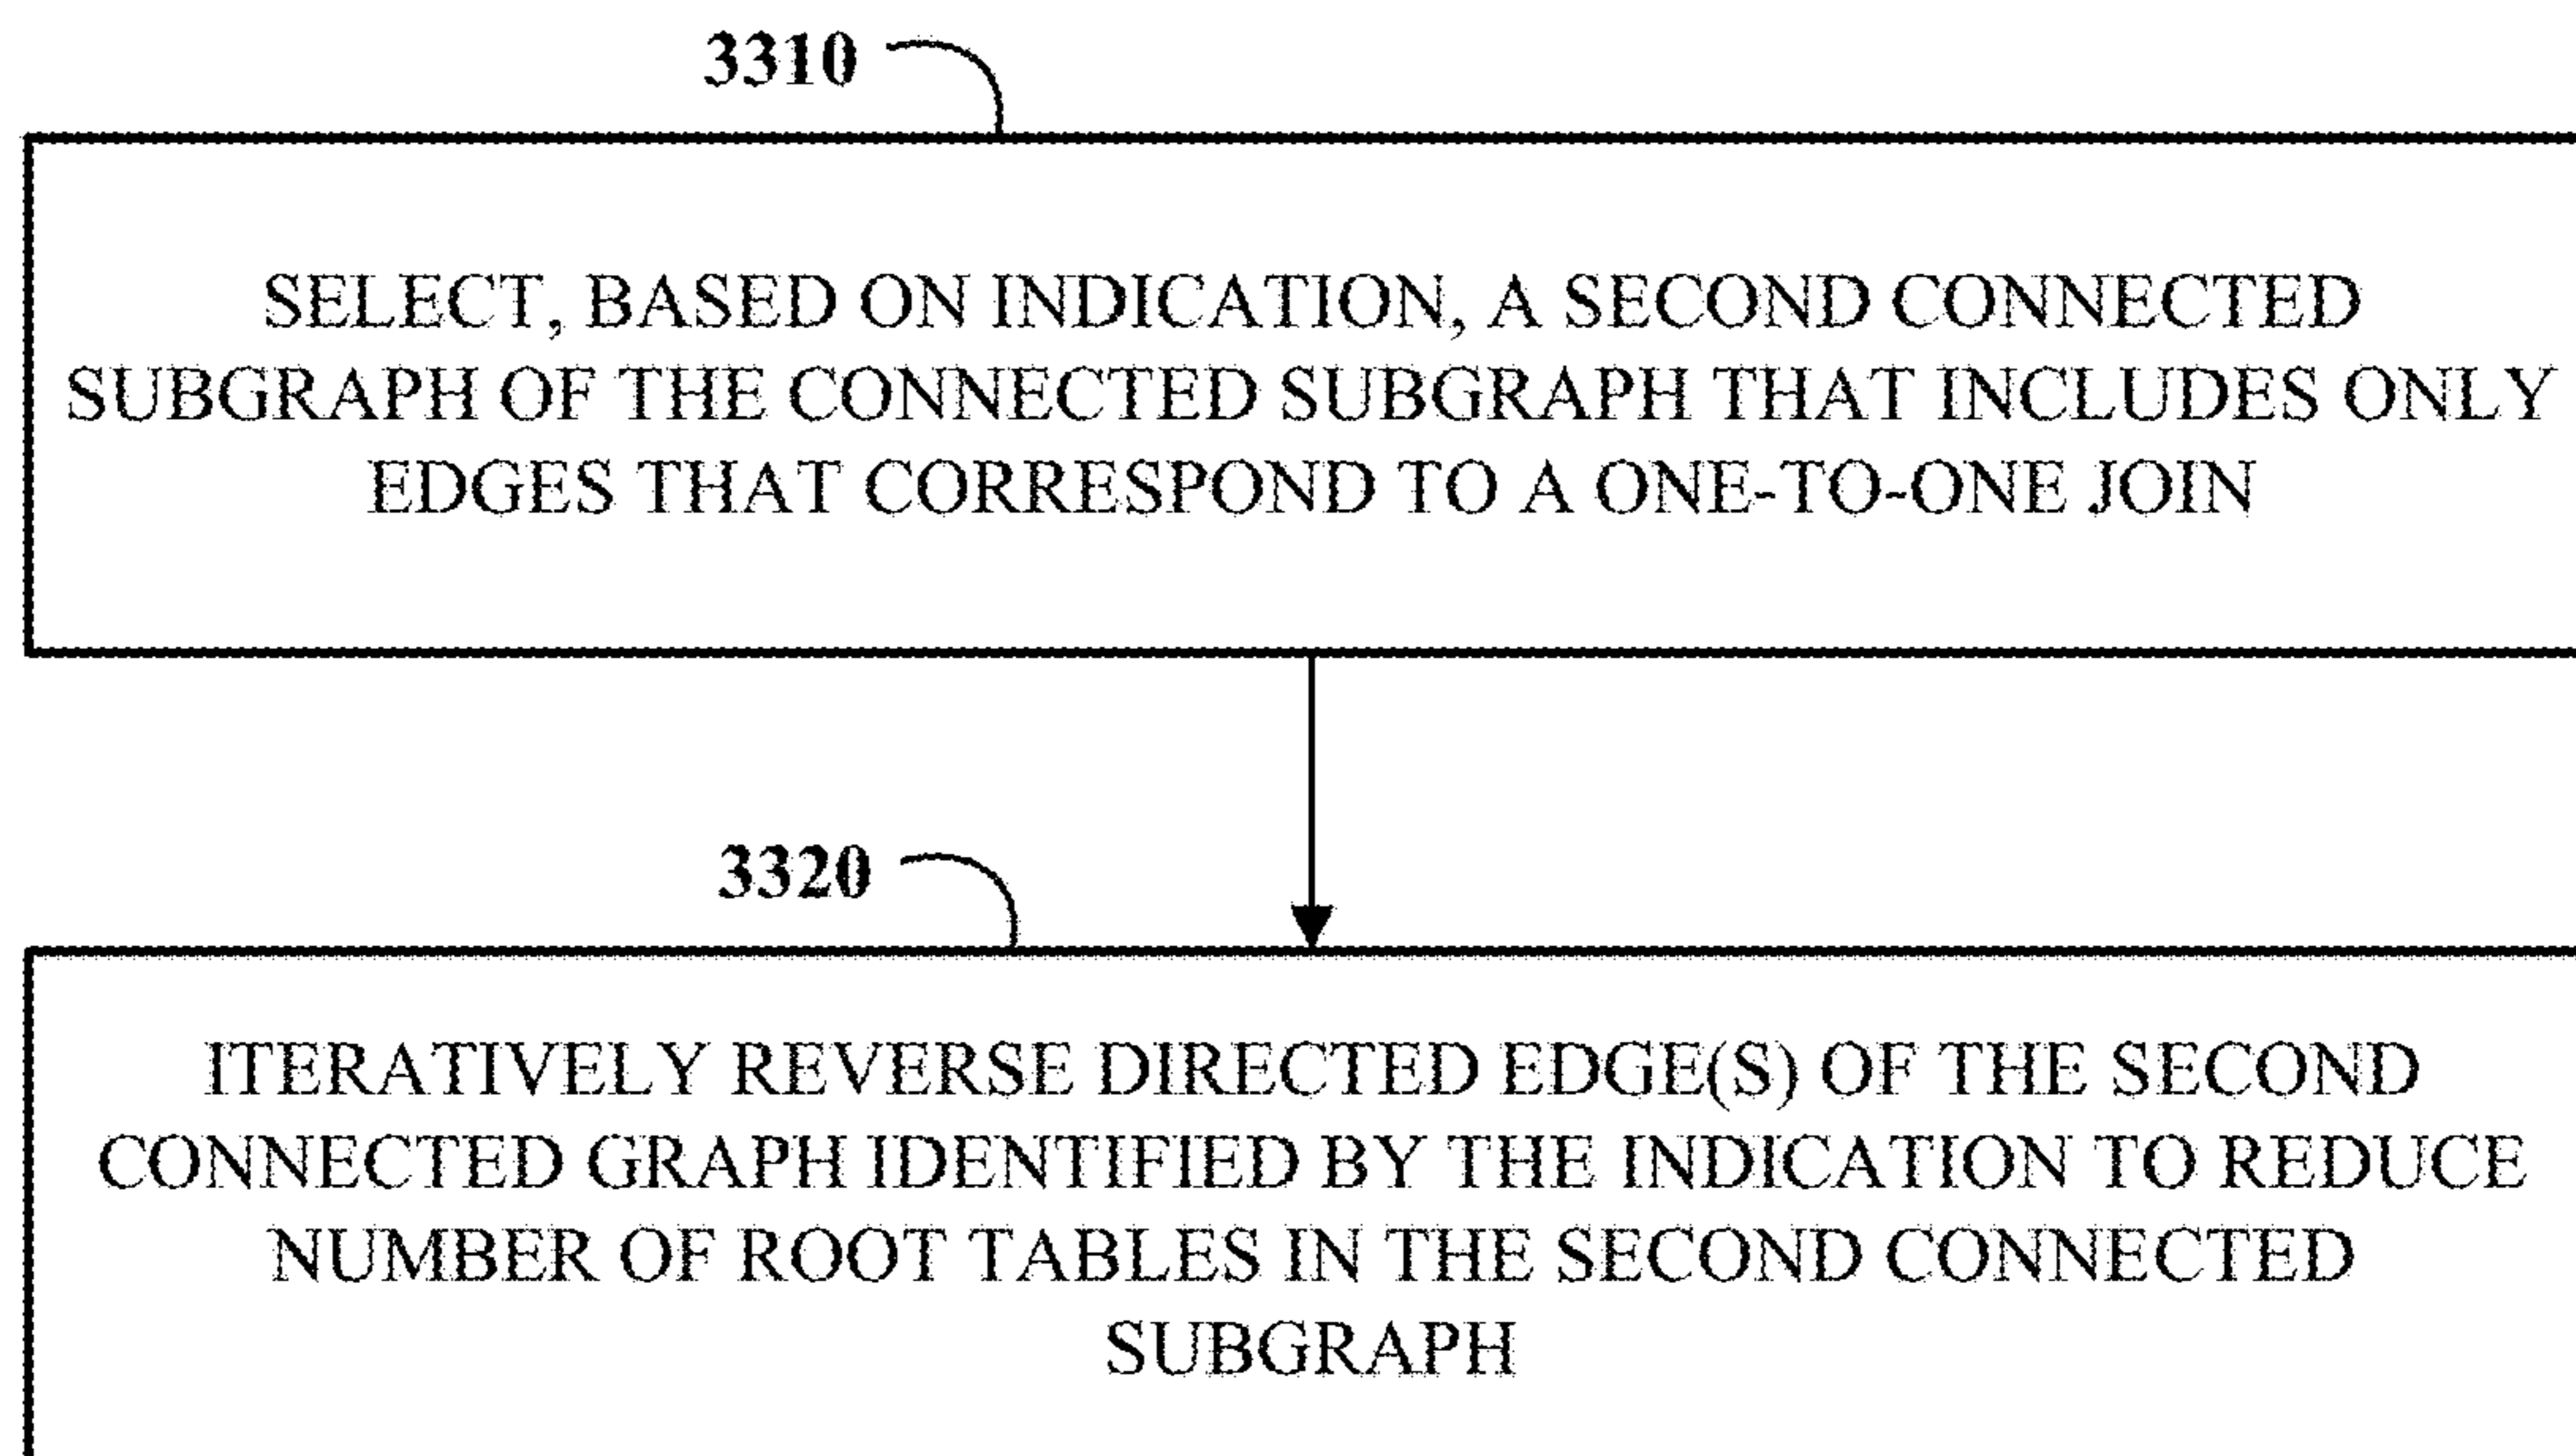 3310
SELECT, BASED ON INDICATION, A SECOND CONNECTED
SUBGRAPH OF THE CONNECTED SUBGRAPH THAT INCLUDES ONLY
EDGES THAT CORRESPOND TO A ONE-TO-ONE JOIN
3320
ITERATIVELY REVERSE DIRECTED EDGE(S) OF THE SECOND
CONNECTED GRAPH IDENTIFIED BY THE INDICATION TO REDUCE
NUMBER OF ROOT TABLES IN THE SECOND CONNECTED
SUBGRAPH